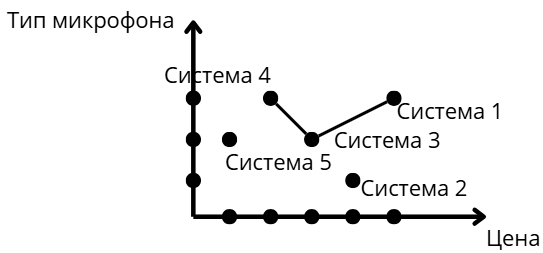 Тип микрофона
Система 4
Система 1
Система 3
Система 5
Система 2
Цена